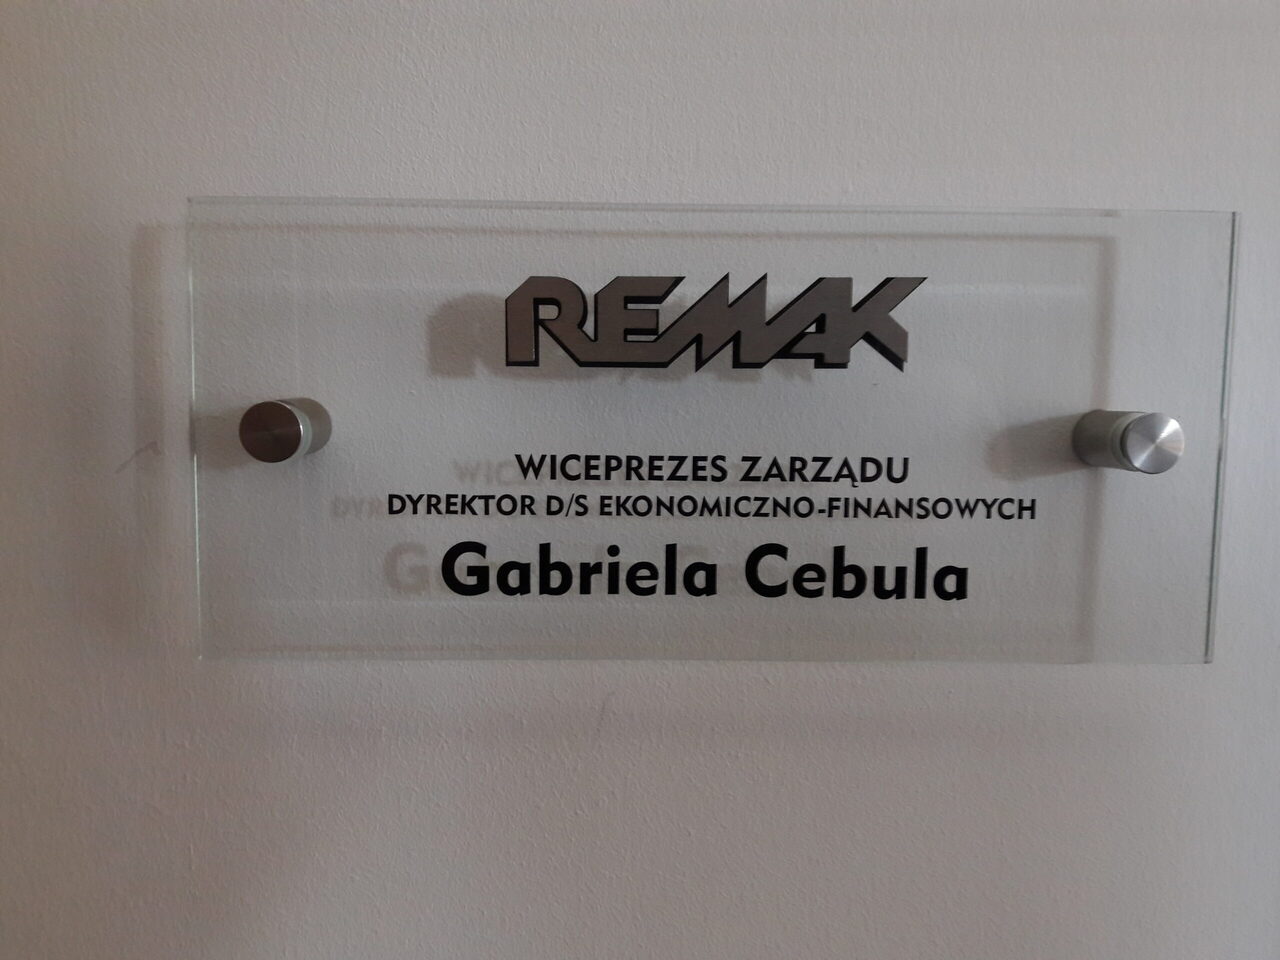 REMAK
WICEPREZES ZARZĄDU
DYREKTOR D/S EKONOMICZNO-FINANSOWYCH
Gabriela Cebula